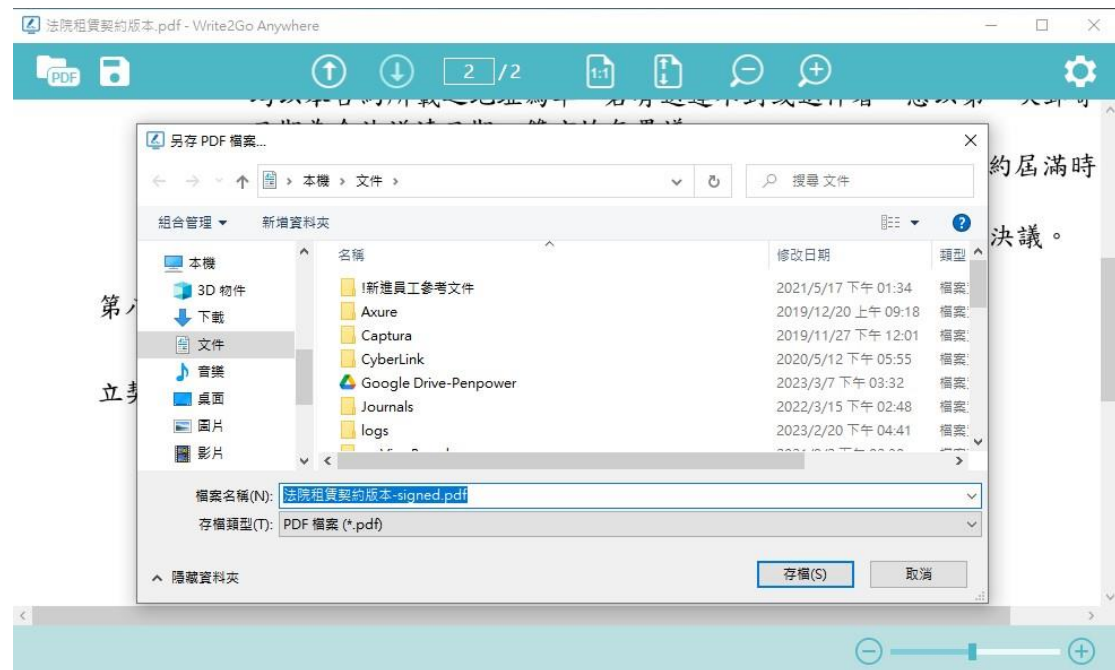 法院租賃契約版本.pdf - Write2Go Anywhere
PDF
2 /2
1:1
另存 PDF 檔案...
約屆滿時
本機 › 文件 ›
搜尋 文件
組合管理 新增資料夾
決議。
名稱 修改日期 類型
本機
3D 物件
下載
文件
音樂
桌面
圖片
影片
!新進員工參考文件 2021/5/17 下午 01:34 檔案
Axure 2019/12/20 上午 09:18 檔案
Captura 2019/11/27 下午 12:01 檔案
CyberLink 2020/5/12 下午 05:55 檔案
Google Drive-Penpower 2023/3/7 下午 03:32 檔案
Journals 2022/3/15 下午 02:48 檔案
logs 2023/2/20 下午 04:41 檔案
第八
立契
檔案名稱(N): 法院租賃契約版本-signed.pdf
存檔類型(T): PDF 檔案 (*.pdf)
隱藏資料夾
存檔(S) 取消